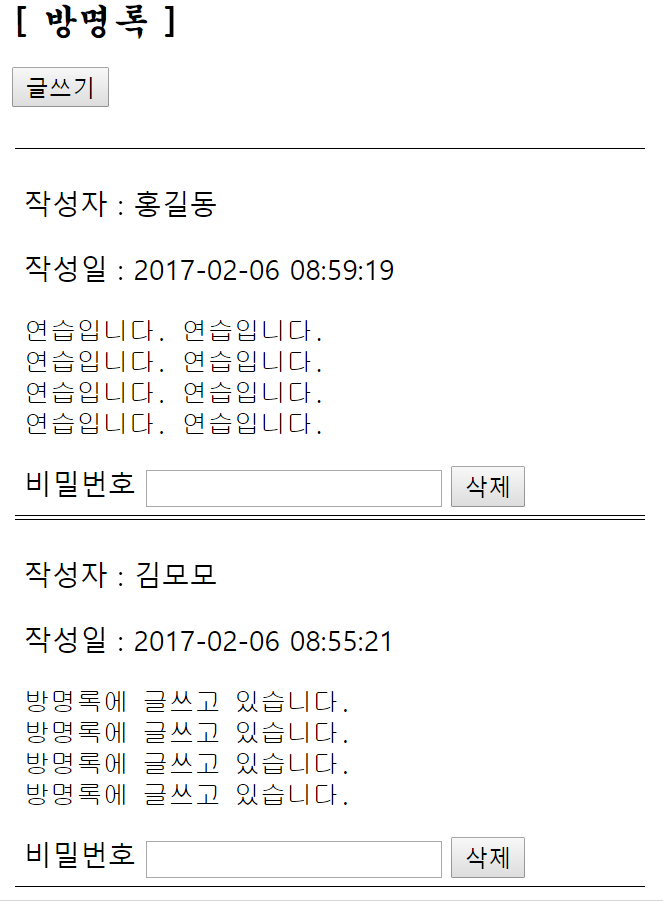 [ 방명록 ]
글쓰기
작성자 : 홍길동
작성일 : 2017-02-06 08:59:19
연습입니다. 연습입니다.
연습입니다. 연습입니다.
연습입니다. 연습입니다.
연습입니다. 연습입니다.
비밀번호 삭제
작성자 : 김모모
작성일 : 2017-02-06 08:55:21
방명록에 글쓰고 있습니다.
방명록에 글쓰고 있습니다.
방명록에 글쓰고 있습니다.
방명록에 글쓰고 있습니다.
비밀번호 삭제